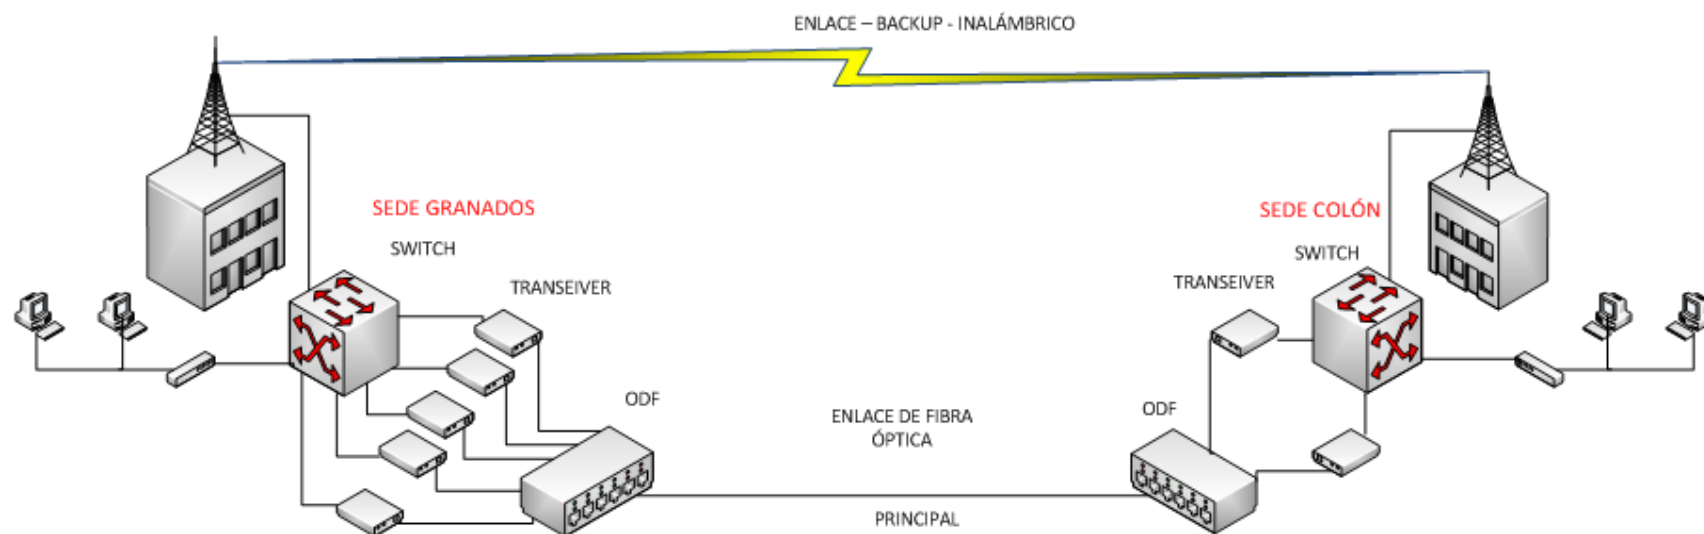 ENLACE – BACKUP - INALÁMBRICO
SEDE GRANADOS
SWITCH
TRANSEIVER
ODF
ENLACE DE FIBRA
ÓPTICA
PRINCIPAL
SEDE COLÓN
SWITCH
TRANSEIVER
ODF